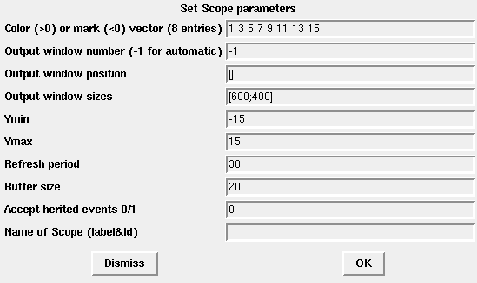 Set Scope parameters
Color (>0) or mark (<0) vector (8 entries) 1 3 5 7 9 11 13 15
Output window number (-1 for automatic) -1
Output window position []
Output window sizes [600;400]
Ymin -15
Ymax 15
Refresh period 30
Buffer size 20
Accept herited events 0/1 0
Name of Scope (label&Id)
Dismiss OK